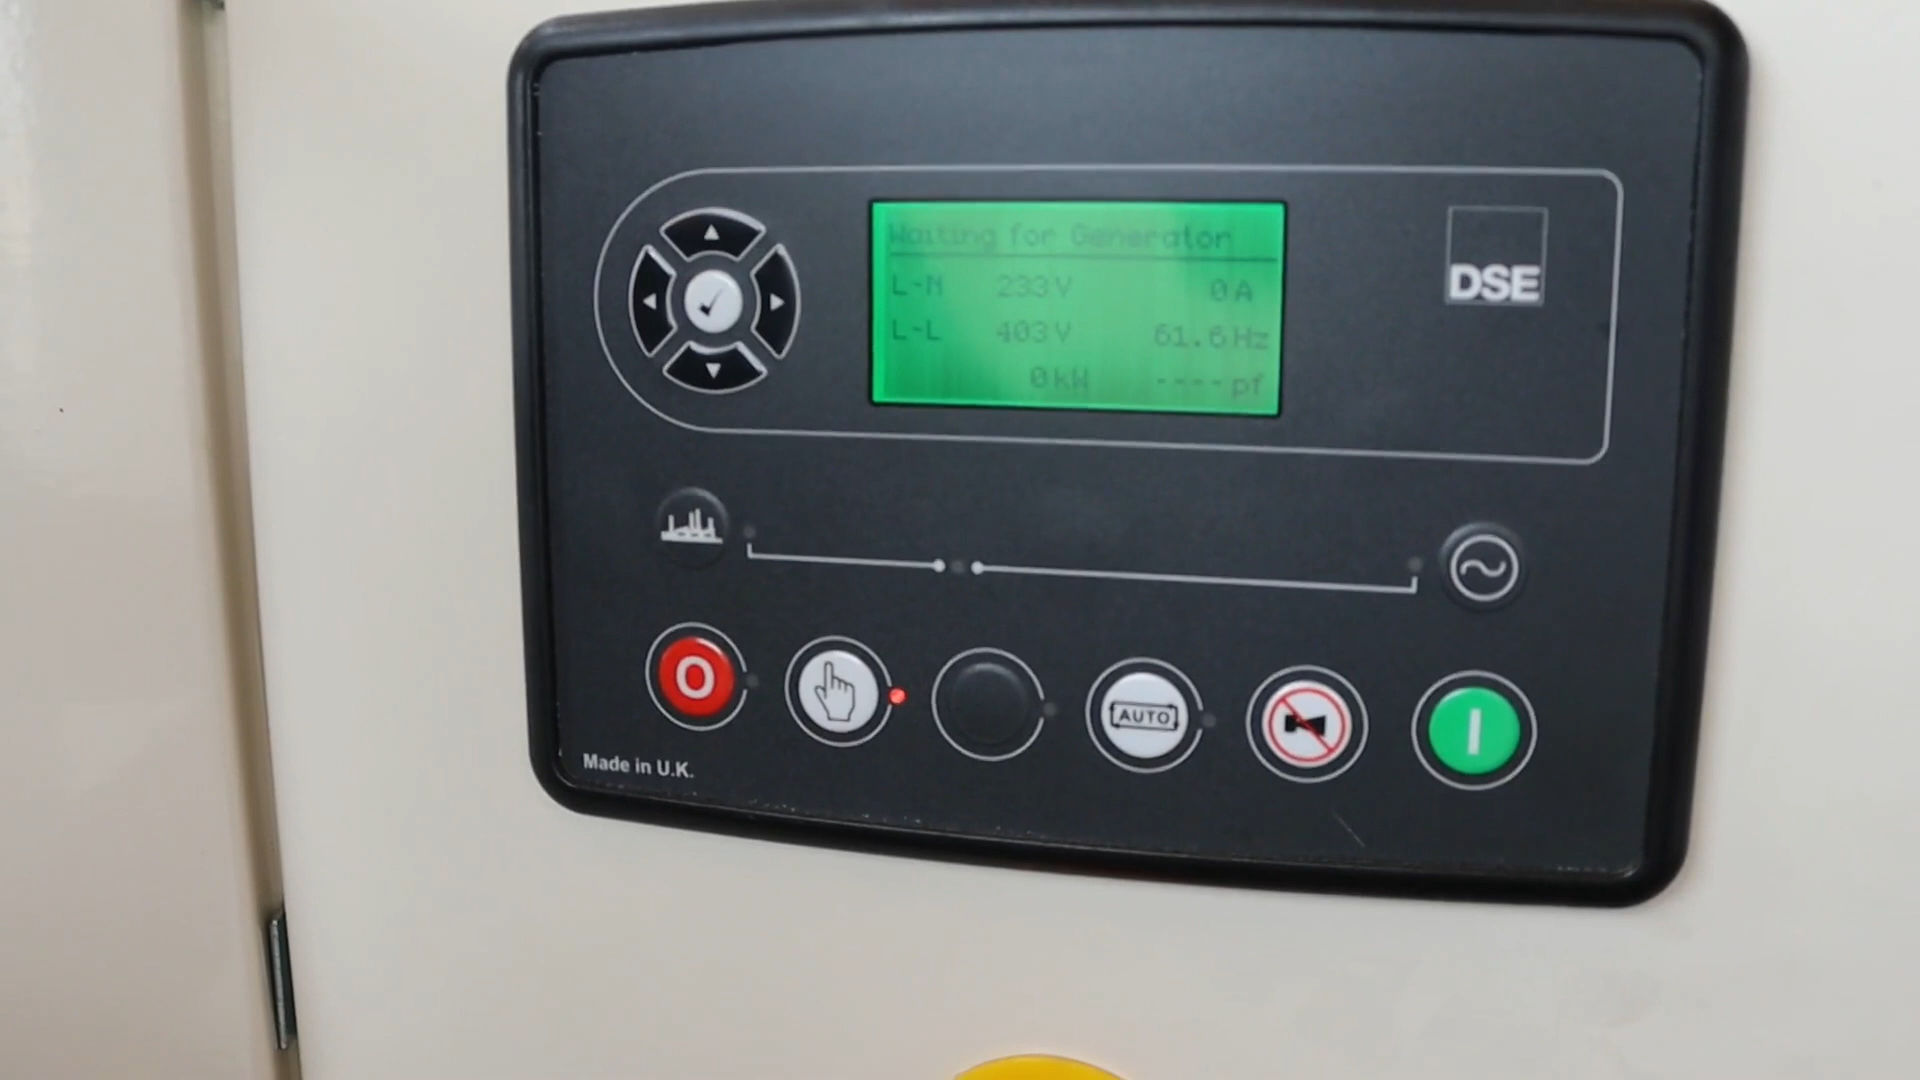 Waiting for Generator
L-N 233V 0A
L-L 403V 61.6Hz
0kW ----pf
DSE
O
AUTO
I
Made in U.K.